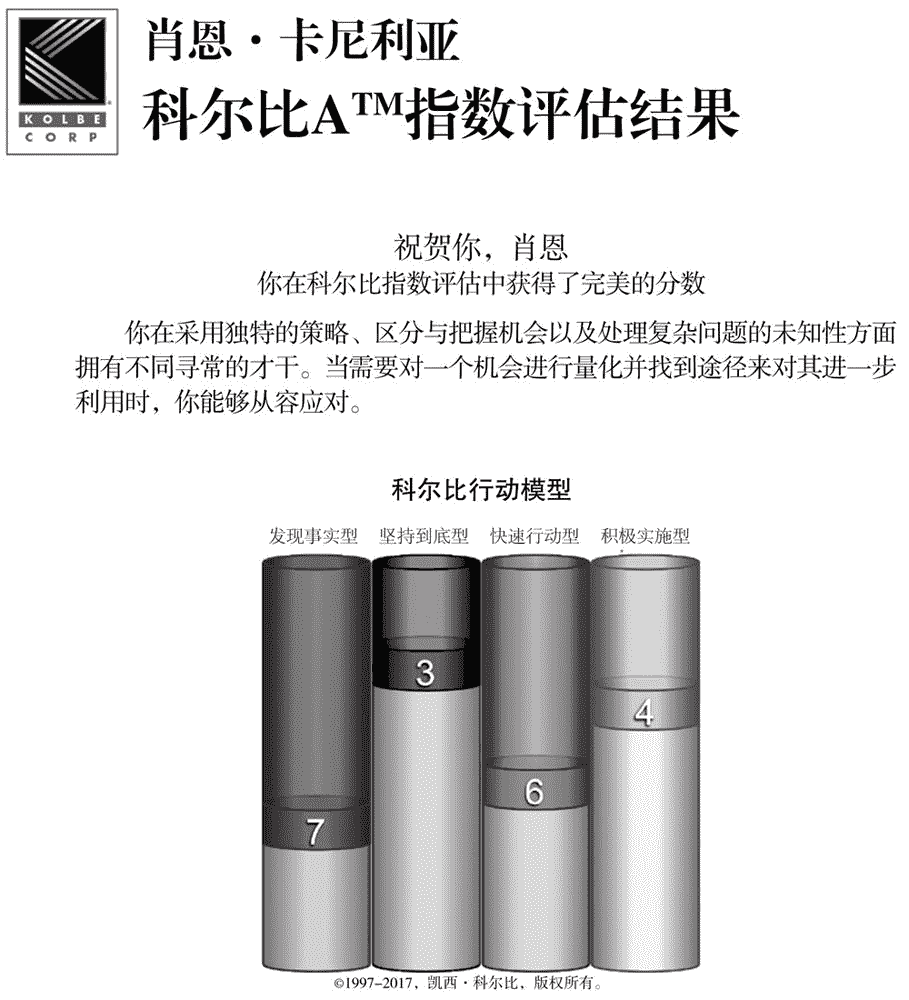 KOLBE
CORP
肖恩·卡尼利亚
科尔比A™指数评估结果
祝贺你，肖恩
你在科尔比指数评估中获得了完美的分数
你在采用独特的策略、区分与把握机会以及处理复杂问题的未知性方面
拥有不同寻常的才干。当需要对一个机会进行量化并找到途径来对其进一步
利用时，你能够从容应对。
科尔比行动模型
发现事实型 坚持到底型 快速行动型 积极实施型
3
4
6
7
©1997-2017，凯西·科尔比，版权所有。